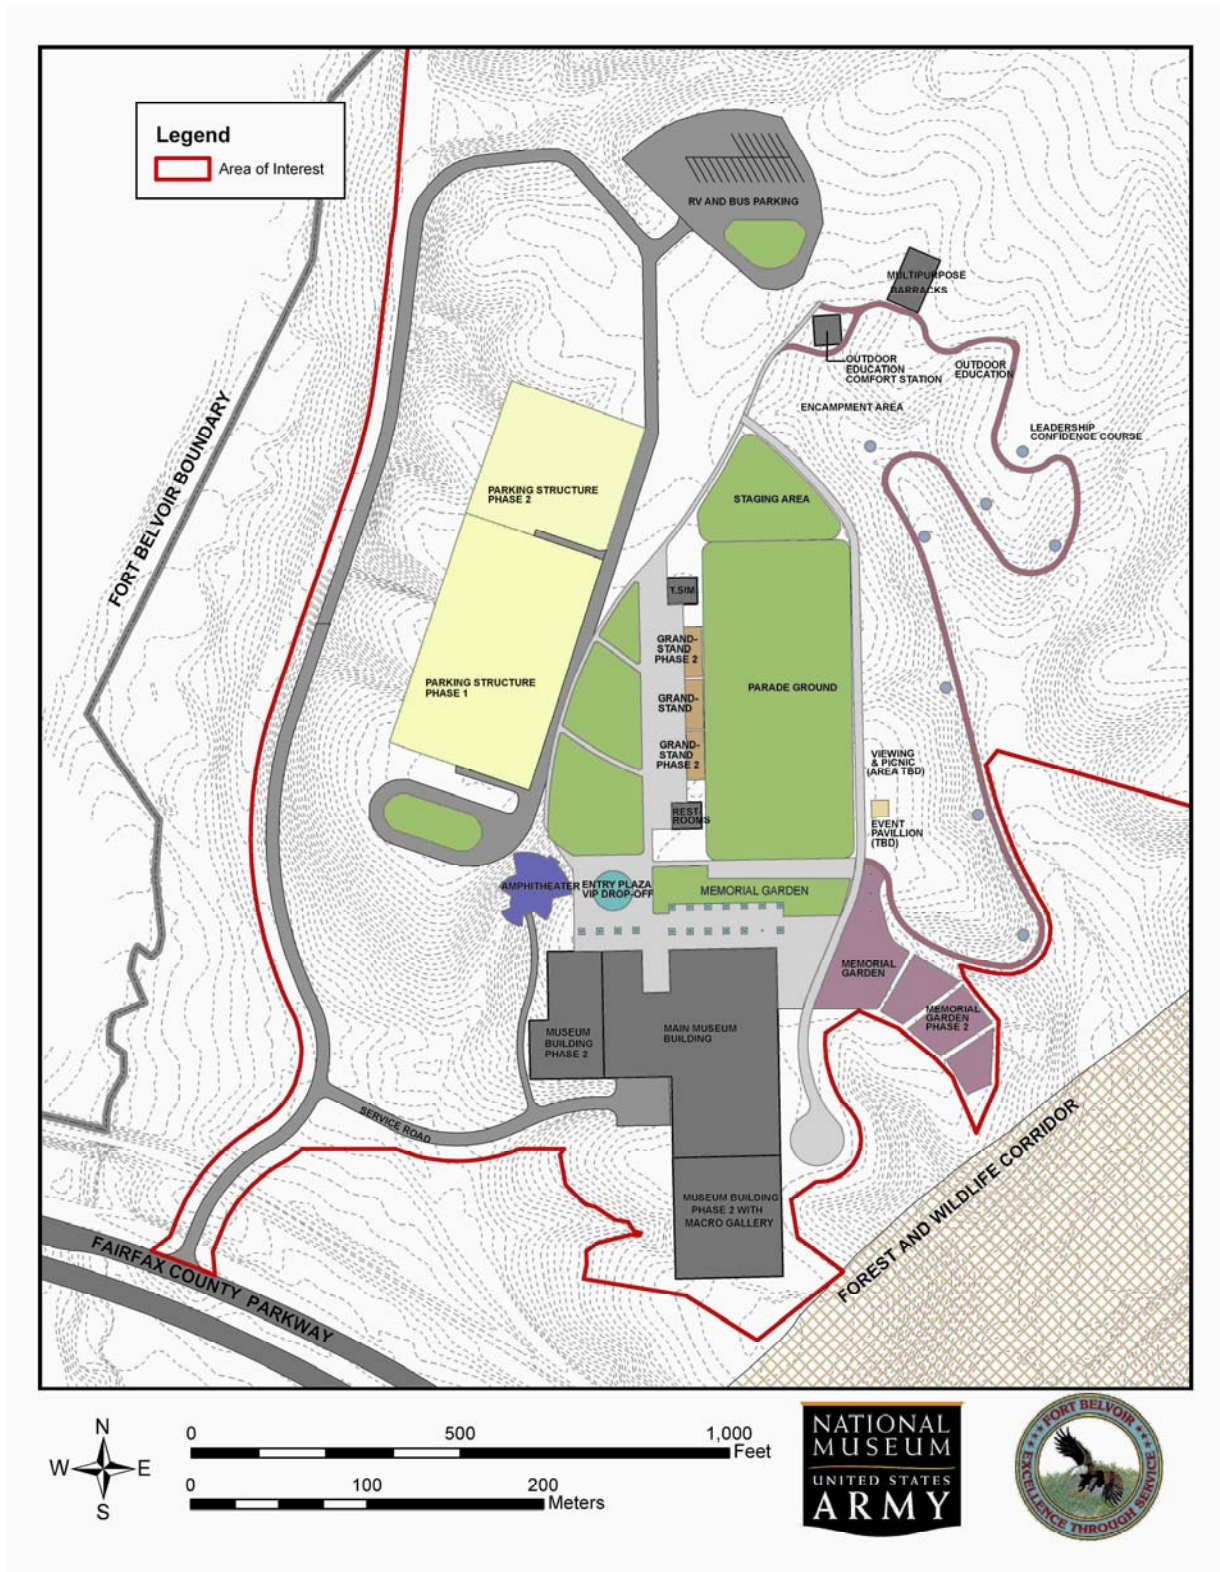 Legend
Area of Interest
RV AND BUS PARKING
MULTIPURPOSE
BARRACKS
OUTDOOR
EDUCATION
COMFORT STATION
OUTDOOR
EDUCATION
ENCAMPMENT AREA
LEADERSHIP
CONFIDENCE COURSE
FORT BELVOIR BOUNDARY
PARKING STRUCTURE
PHASE 2
STAGING AREA
T.SIM
GRAND-
STAND
PHASE 2
PARKING STRUCTURE
PHASE 1
PARADE GROUND
GRAND-
STAND
GRAND-
STAND
PHASE 2
VIEWING
& PICNIC
(AREA TBD)
REST-
ROOMS
EVENT
PAVILLION
(TBD)
AMPHITHEATER
ENTRY PLAZA
VIP DROP-OFF
MEMORIAL GARDEN
MEMORIAL
GARDEN
MEMORIAL
GARDEN
PHASE 2
MUSEUM
BUILDING
PHASE 2
MAIN MUSEUM
BUILDING
SERVICE ROAD
MUSEUM BUILDING
PHASE 2 WITH
MACRO GALLERY
FOREST AND WILDLIFE CORRIDOR
FAIRFAX COUNTY PARKWAY
N
W E
S
0 500 1,000
Feet
0 100 200
Meters
NATIONAL
MUSEUM
UNITED STATES
ARMY
FORT BELVOIR
EXCELLENCE THROUGH SERVICE